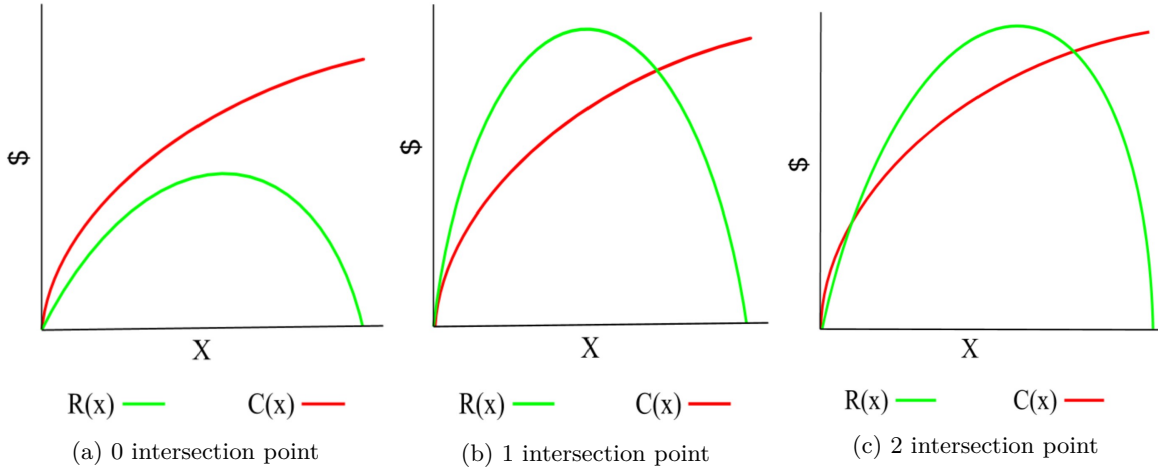 $
X
R(x)
C(x)
(a) 0 intersection point
$
X
R(x)
C(x)
(b) 1 intersection point
$
X
R(x)
C(x)
(c) 2 intersection point